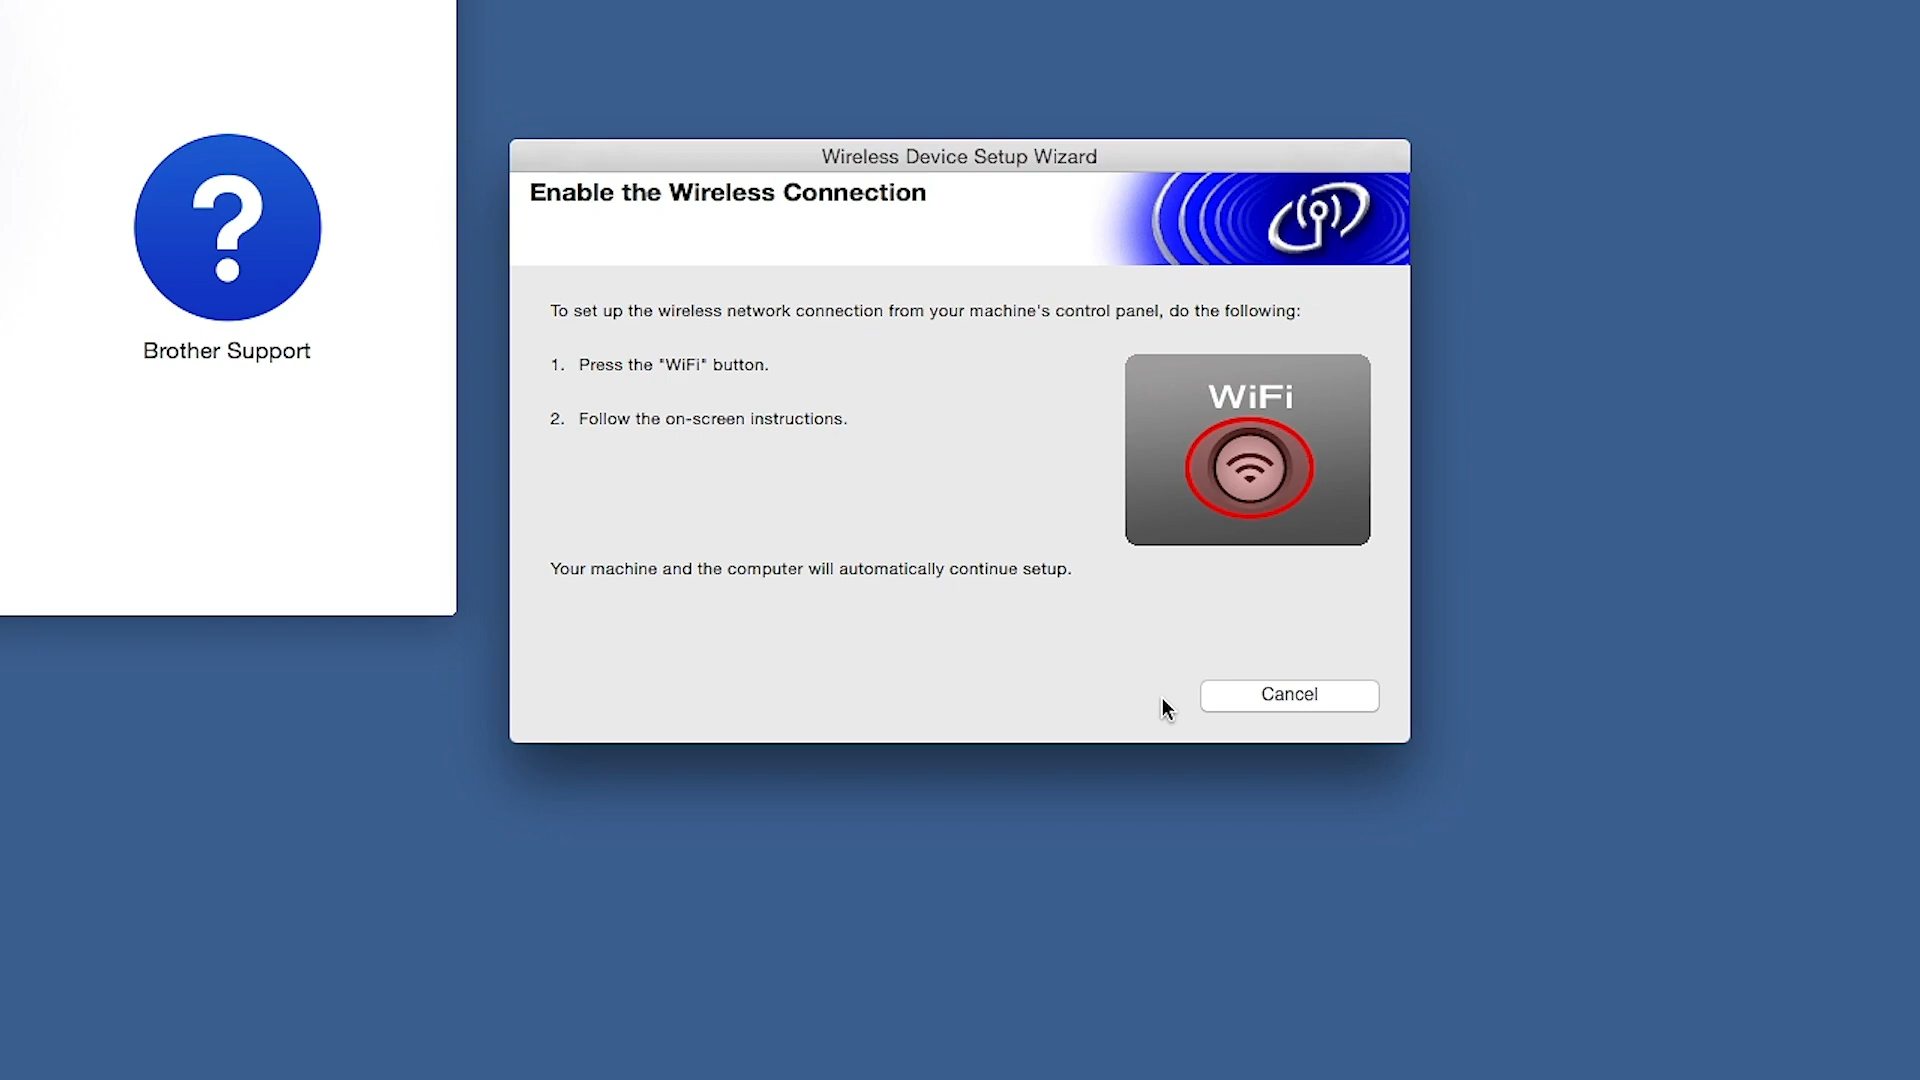 Brother Support
Wireless Device Setup Wizard
Enable the Wireless Connection
To set up the wireless network connection from your machine's control panel, do the following:
1. Press the "WiFi" button.
2. Follow the on-screen instructions.
WiFi
Your machine and the computer will automatically continue setup.
Cancel